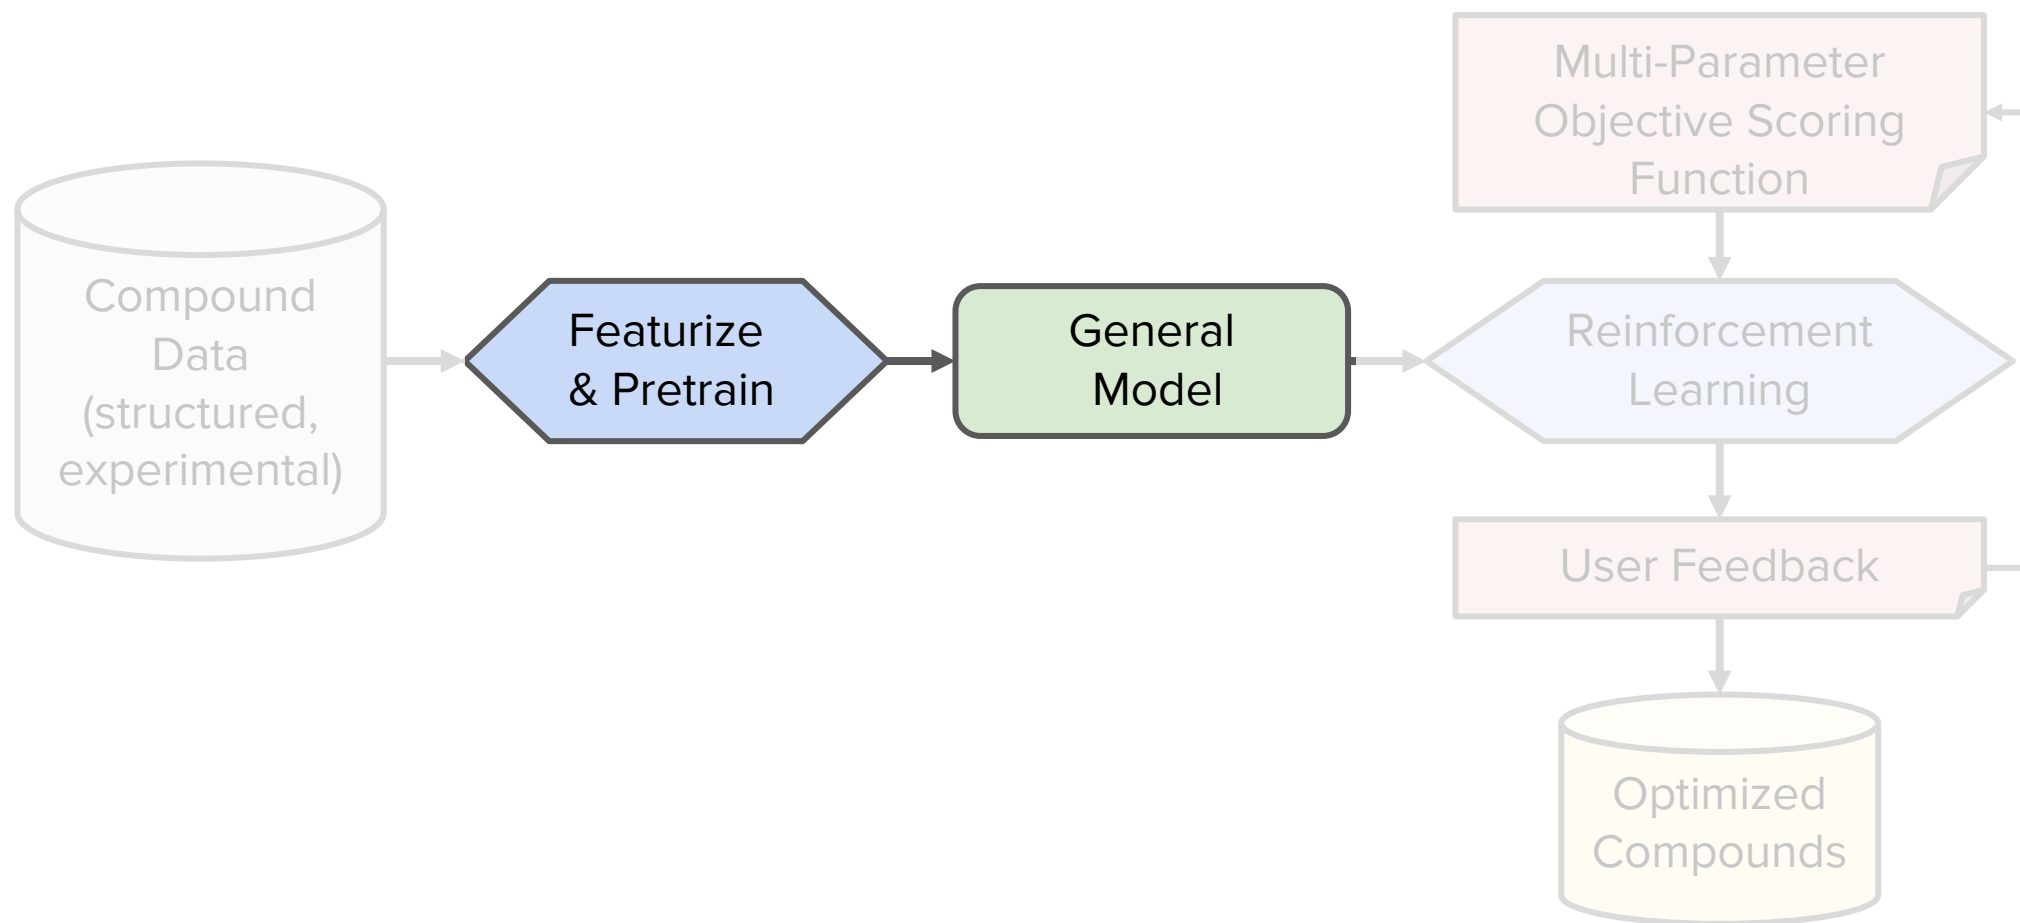 Multi-Parameter
Objective Scoring
Function
Compound
Data
(structured,
experimental)
Featurize
& Pretrain
General
Model
Reinforcement
Learning
User Feedback
Optimized
Compounds